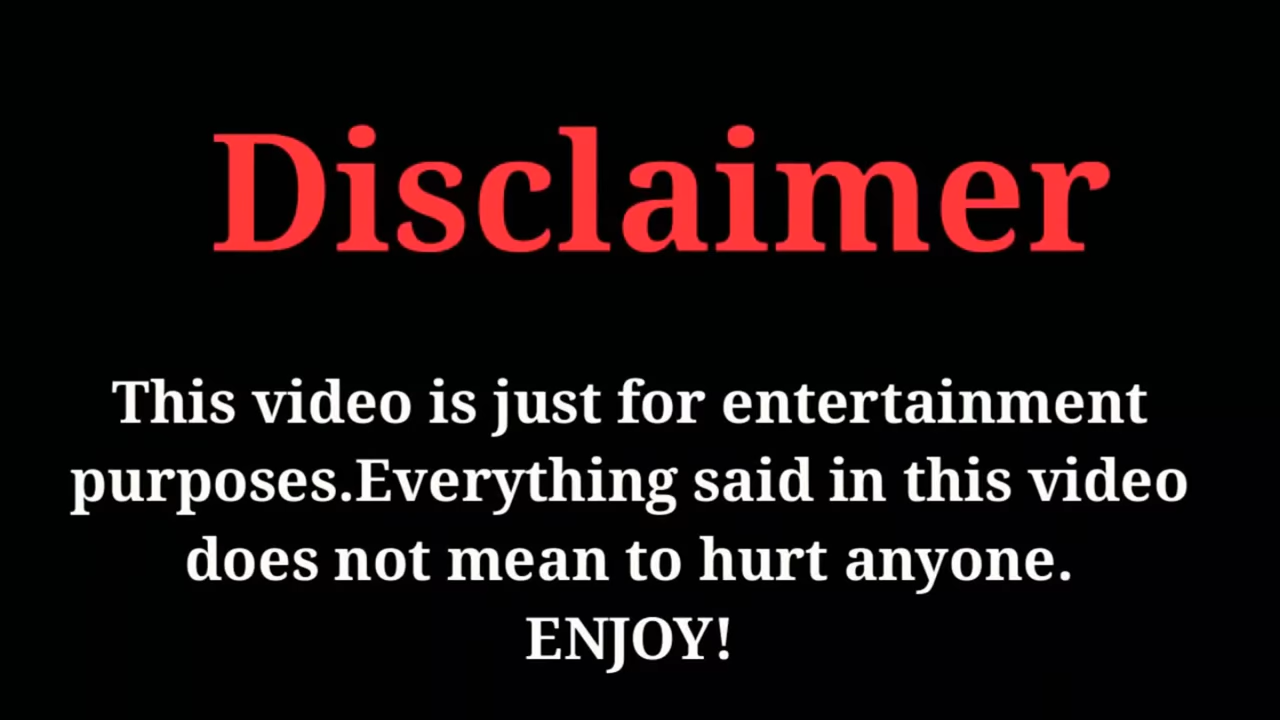 Disclaimer
This video is just for entertainment
purposes.Everything said in this video
does not mean to hurt anyone.
ENJOY!